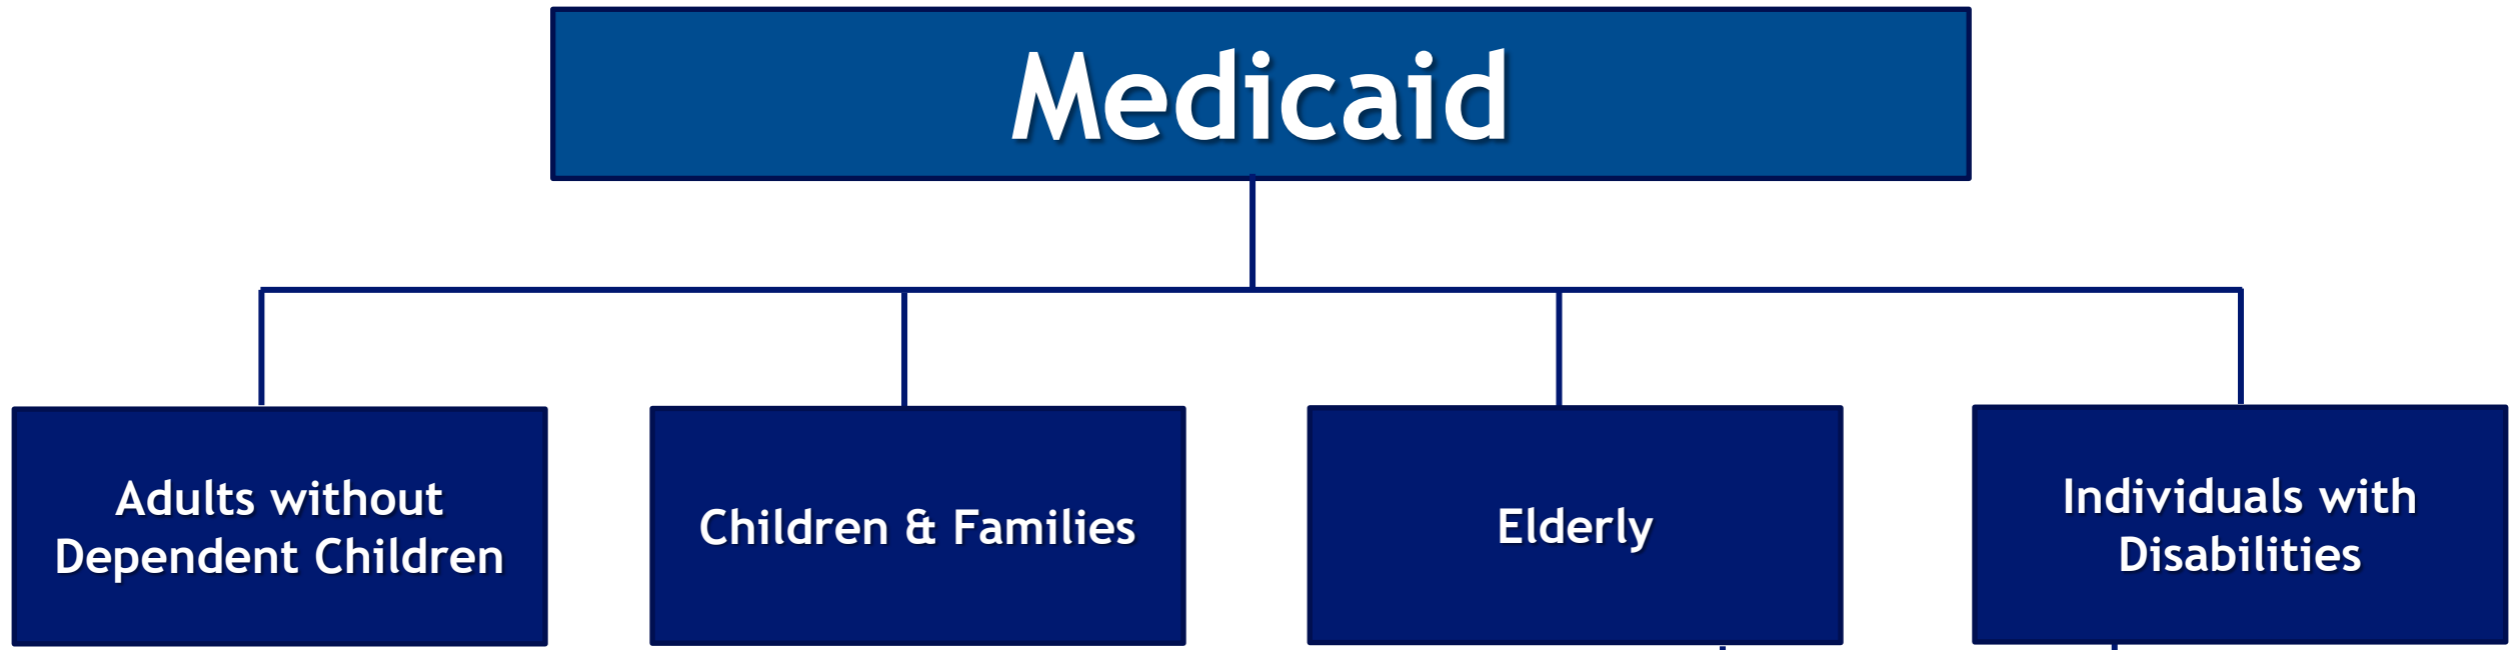 Medicaid
Adults without
Dependent Children
Children & Families
Elderly
Individuals with
Disabilities